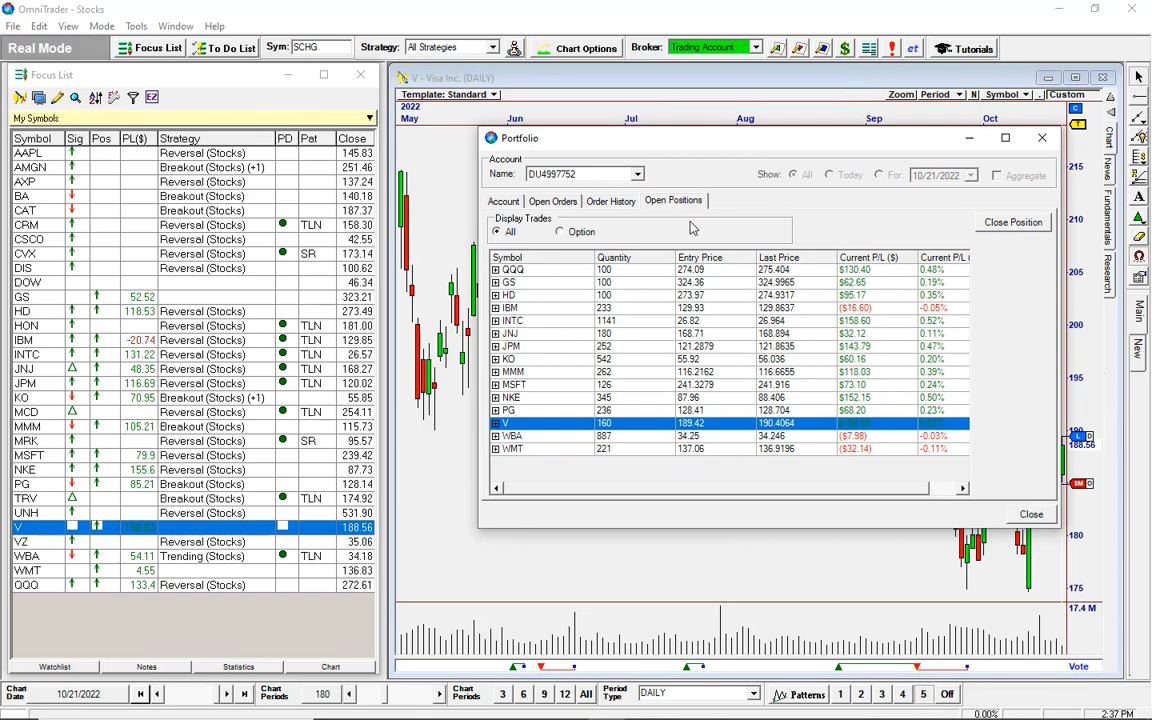 OmniTrader - Stocks
File Edit View Mode Tools Window Help
Real Mode Focus List To Do List Sym: SCHG Strategy: All Strategies Chart Options Broker: Trading Account $ ! et Tutorials
Focus List
EZ
My Symbols
Symbol Sig Pos PL($) Strategy PD Pat Close
AAPL Reversal (Stocks) 145.83
AMGN Breakout (Stocks) (+1) 251.46
AXP Reversal (Stocks) 137.24
BA Breakout (Stocks) 140.18
CAT Breakout (Stocks) 187.37
CRM Reversal (Stocks) TLN 158.30
CSCO Reversal (Stocks) 42.55
CVX Reversal (Stocks) SR 173.14
DIS Reversal (Stocks) 100.62
DOW 46.34
GS 52.52 323.21
HD 118.53 Reversal (Stocks) 273.49
HON Reversal (Stocks) TLN 181.00
IBM -20.74 Reversal (Stocks) TLN 129.85
INTC 131.22 Reversal (Stocks) TLN 26.57
JNJ 48.35 Reversal (Stocks) TLN 168.27
JPM 116.69 Reversal (Stocks) TLN 120.02
KO 70.95 Breakout (Stocks) (+1) 55.85
MCD Reversal (Stocks) TLN 254.11
MMM 105.21 Breakout (Stocks) 115.73
MRK Reversal (Stocks) SR 95.57
MSFT 79.9 Reversal (Stocks) 239.42
NKE 155.6 Reversal (Stocks) 87.73
PG 85.21 Breakout (Stocks) 128.14
TRV Reversal (Stocks) TLN 174.92
UNH Reversal (Stocks) 531.90
V 188.56
VZ Reversal (Stocks) 35.06
WBA 54.11 Trending (Stocks) TLN 34.18
WMT 4.55 136.83
QQQ 133.4 Reversal (Stocks) 272.61
Watchlist Notes Statistics Chart
V - Visa Inc. (DAILY)
Template: Standard Zoom Period N Symbol . Custom
2022
May Jun Jul Aug Sep Oct
C
T
215
210
205
200
195
190
L D
188.56
SM D
180
175
17.4 M
Vote
Chart
News
Fundamentals
Research
Main
New
A
Portfolio
Account
Name: DU4997752 Show: All Today For: 10/21/2022 Aggregate
Account Open Orders Order History Open Positions
Display Trades
All Option
Close Position
Symbol Quantity Entry Price Last Price Current P/L ($) Current P/L (
QQQ 100 274.09 275.404 $130.40 0.48%
GS 100 324.36 324.9965 $62.65 0.19%
HD 100 273.97 274.9317 $95.17 0.35%
IBM 233 129.93 129.8637 ($16.60) -0.05%
INTC 1141 26.82 26.964 $158.60 0.52%
JNJ 180 168.71 168.894 $32.12 0.11%
JPM 252 121.2879 121.8635 $143.79 0.47%
KO 542 55.92 56.036 $60.16 0.20%
MMM 262 116.2162 116.6655 $118.03 0.39%
MSFT 126 241.3279 241.916 $73.10 0.24%
NKE 345 87.96 88.406 $152.15 0.50%
PG 236 128.41 128.704 $68.20 0.23%
V 160 189.42 190.4064
WBA 887 34.25 34.246 ($7.98) -0.03%
WMT 221 137.06 136.9196 ($32.14) -0.11%
Close
Chart Date 10/21/2022 Chart Periods 180 Chart Periods 3 6 9 12 All Period Type DAILY Patterns 1 2 3 4 5 Off
0.00% 2:37 PM